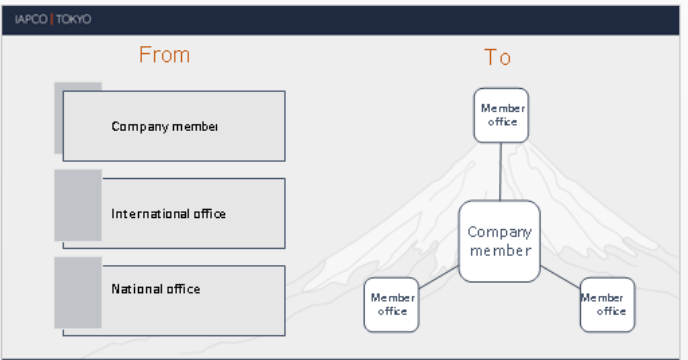 IAPCO | TOKYO
From
To
Company member
International office
National office
Member
office
Company
member
Member
office
Member
office